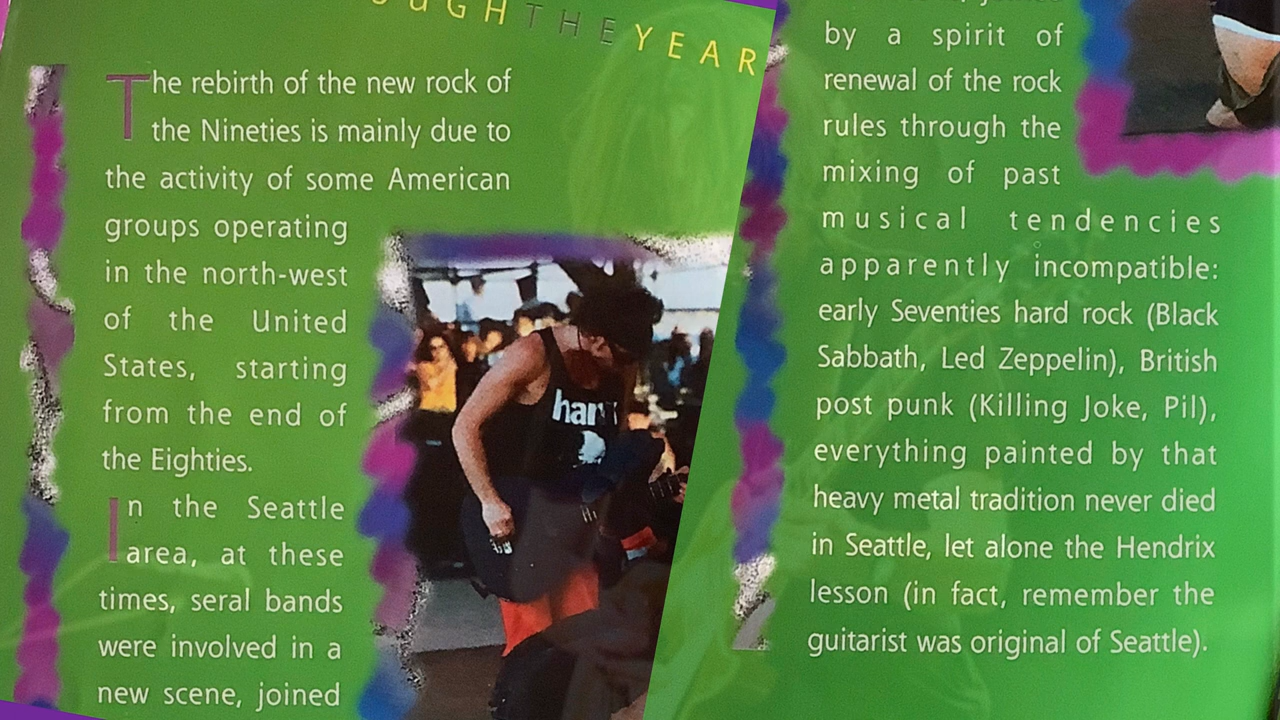 THE YEAR
The rebirth of the new rock of
the Nineties is mainly due to
the activity of some American
groups operating
in the north-west
of the United
States, starting
from the end of
the Eighties.
In the Seattle
area, at these
times, seral bands
were involved in a
new scene, joined
by a spirit of
renewal of the rock
rules through the
mixing of past
musical tendencies
apparently incompatible:
early Seventies hard rock (Black
Sabbath, Led Zeppelin), British
post punk (Killing Joke, Pil),
everything painted by that
heavy metal tradition never died
in Seattle, let alone the Hendrix
lesson (in fact, remember the
guitarist was original of Seattle).